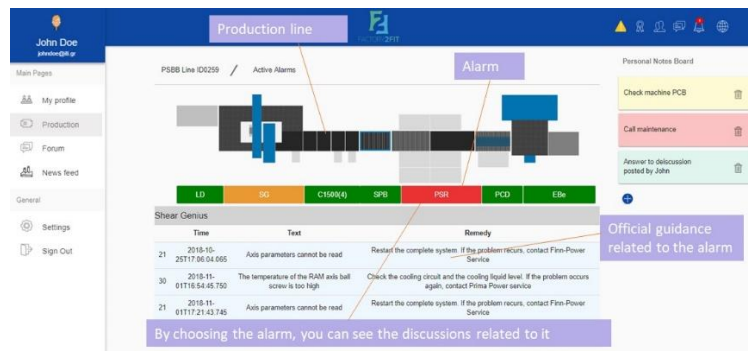 John Doe
johndoe@iti.gr
Main Pages
My profile
Production
Forum
News feed
General
Settings
Sign Out
Production line
FACTORY2FIT
PSBB Line ID0259 / Active Alarms
Alarm
LD SG C1500(4) SPB PSR PCD EBe
Shear Genius
Time Text Remedy
21 2018-10-25T17:06:04.065 Axis parameters cannot be read Restart the complete system. If the problem recurs, contact Finn-Power Service
30 2018-11-01T16:54:45.750 The temperature of the RAM axis ball screw is too high Check the cooling circuit and the cooling liquid level. If the problem occurs again, contact Prima Power service
21 2018-11-01T17:21:43.745 Axis parameters cannot be read Restart the complete system. If the problem recurs, contact Finn-Power Service
By choosing the alarm, you can see the discussions related to it
Personal Notes Board
Check machine PCB
Call maintenance
Answer to deiscussion
posted by John
Official guidance
related to the alarm